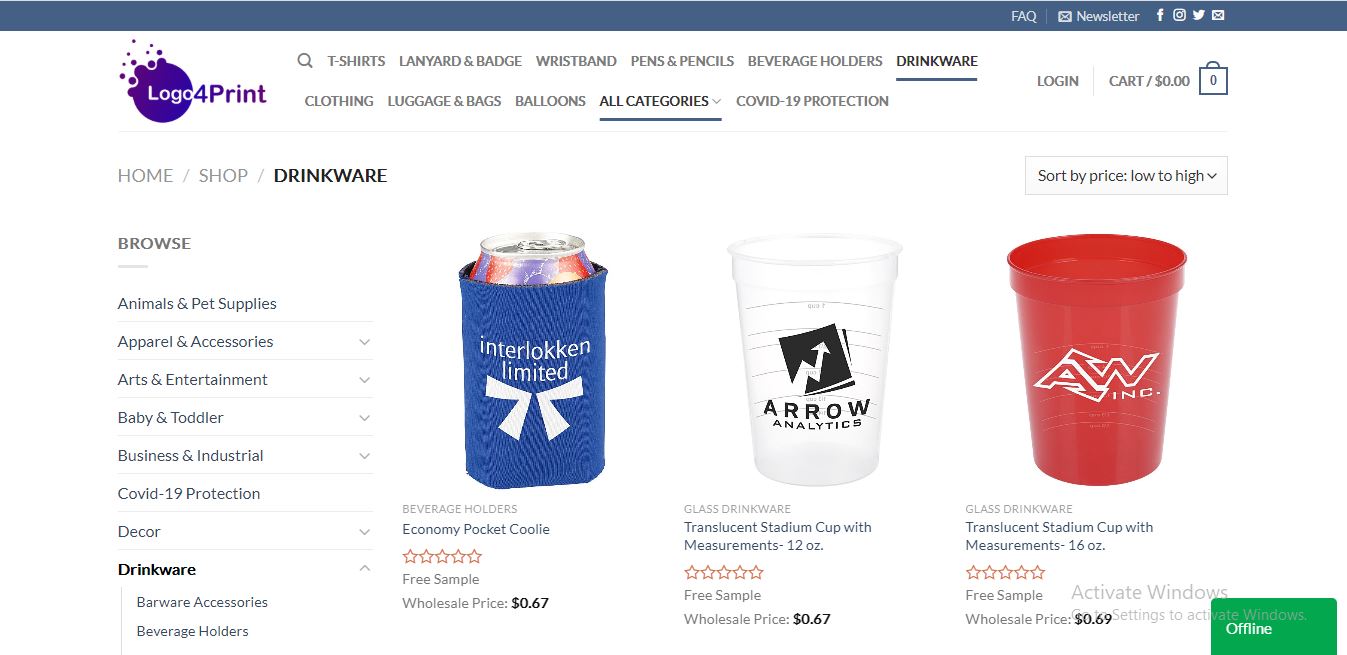 FAQ
Newsletter
Logo4Print
T-SHIRTS LANYARD & BADGE WRISTBAND PENS & PENCILS BEVERAGE HOLDERS DRINKWARE
CLOTHING LUGGAGE & BAGS BALLOONS ALL CATEGORIES COVID-19 PROTECTION
LOGIN
CART / $0.00
0
HOME / SHOP / DRINKWARE
Sort by price: low to high
BROWSE
Animals & Pet Supplies
Apparel & Accessories
Arts & Entertainment
Baby & Toddler
Business & Industrial
Covid-19 Protection
Decor
Drinkware
Barware Accessories
Beverage Holders
interlokken
limited
BEVERAGE HOLDERS
Economy Pocket Coolie
Free Sample
Wholesale Price: $0.67
ARROW
ANALYTICS
GLASS DRINKWARE
Translucent Stadium Cup with
Measurements- 12 oz.
Free Sample
Wholesale Price: $0.67
AW
INC.
GLASS DRINKWARE
Translucent Stadium Cup with
Measurements- 16 oz.
Free Sample
Wholesale Price: $0.69
Activate Windows
Go to Settings to activate Windows.
Offline